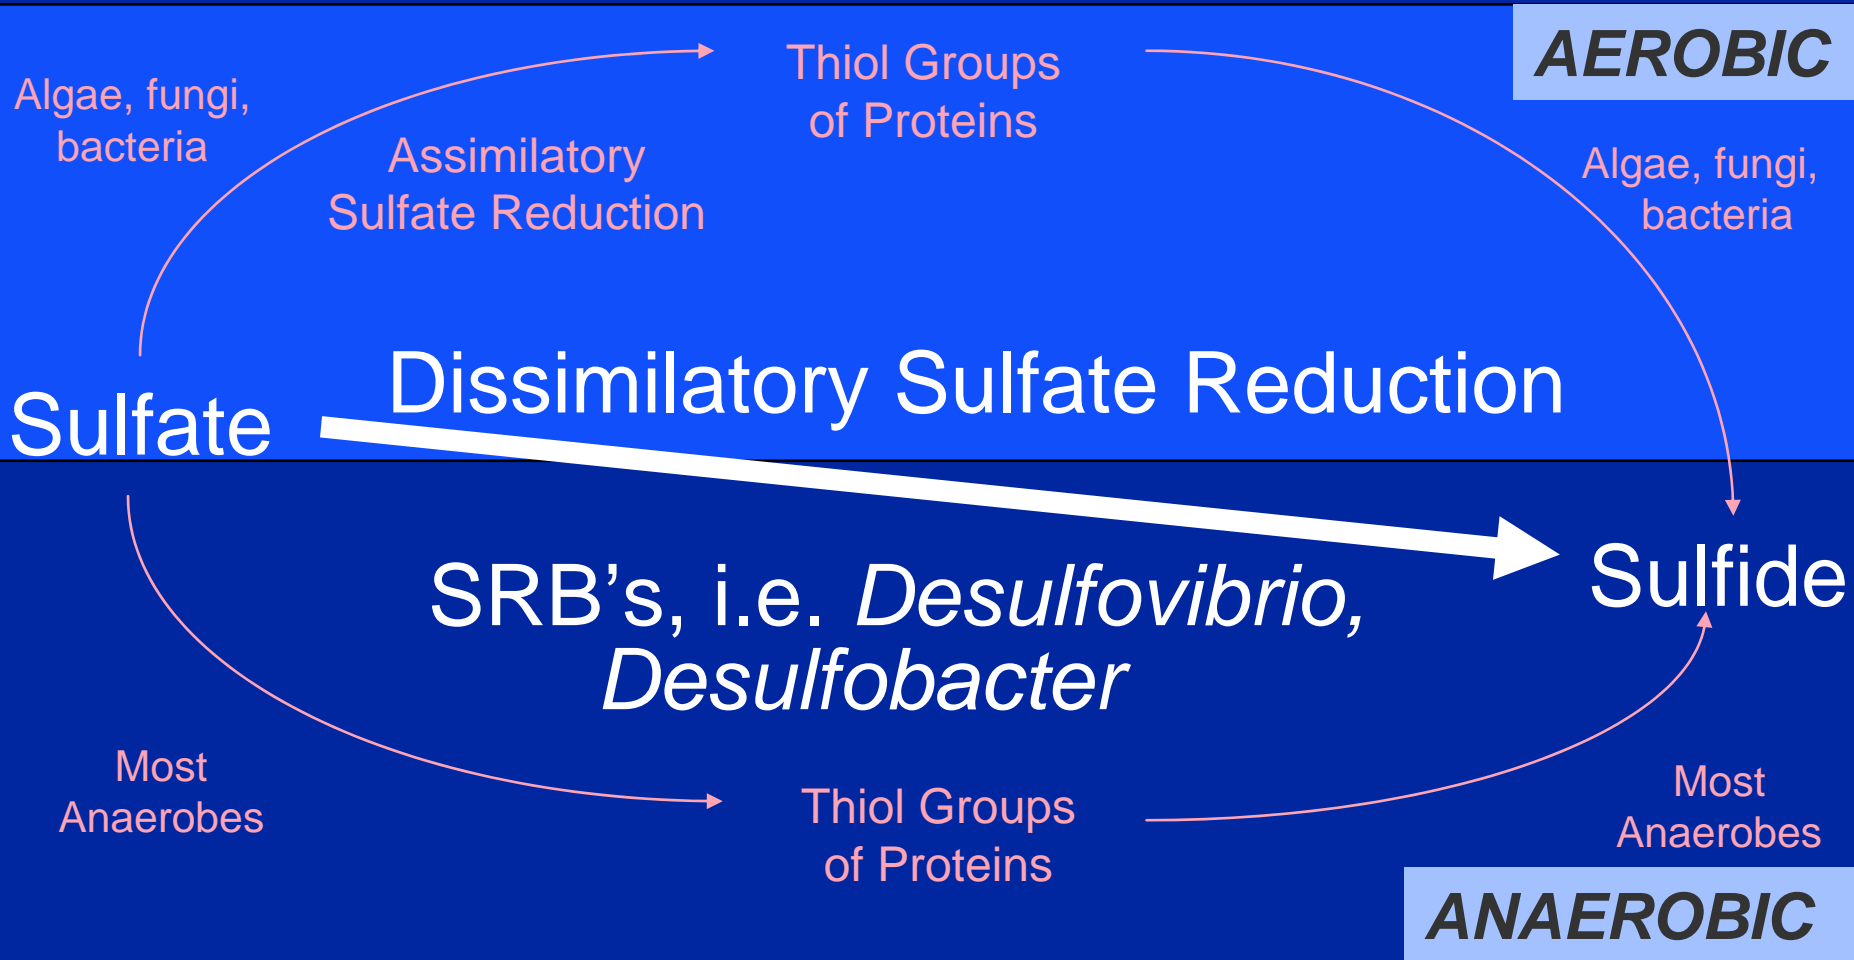 AEROBIC
Thiol Groups
of Proteins
Algae, fungi,
bacteria
Assimilatory
Sulfate Reduction
Algae, fungi,
bacteria
Dissimilatory Sulfate Reduction
Sulfate
Sulfide
SRB’s, i.e. Desulfovibrio,
Desulfobacter
Most
Anaerobes
Thiol Groups
of Proteins
Most
Anaerobes
ANAEROBIC